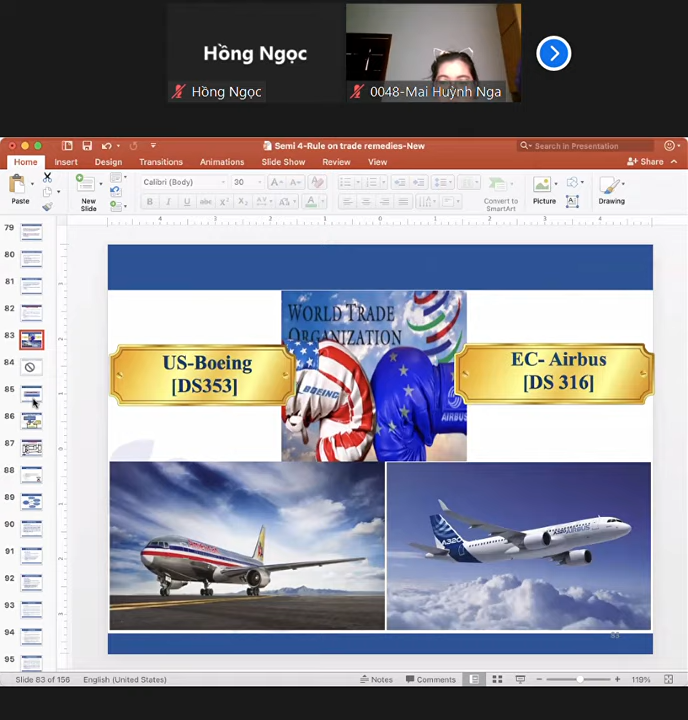 Hồng Ngọc
Hồng Ngọc
0048-Mai Huỳnh Nga
Semi 4-Rule on trade remedies-New
Search in Presentation
Home Insert Design Transitions Animations Slide Show Review View
Share
Paste
New
Slide
Calibri (Body)
30
Convert to
SmartArt
Picture
Drawing
79
80
81
82
83
84
85
86
87
88
89
90
91
92
93
94
95
WORLD TRADE
ORGANIZATION
US-Boeing
[DS353]
EC- Airbus
[DS 316]
BOEING
AIRBUS
A320
AIRBUS
83
Slide 83 of 156
English (United States)
Notes
Comments
119%